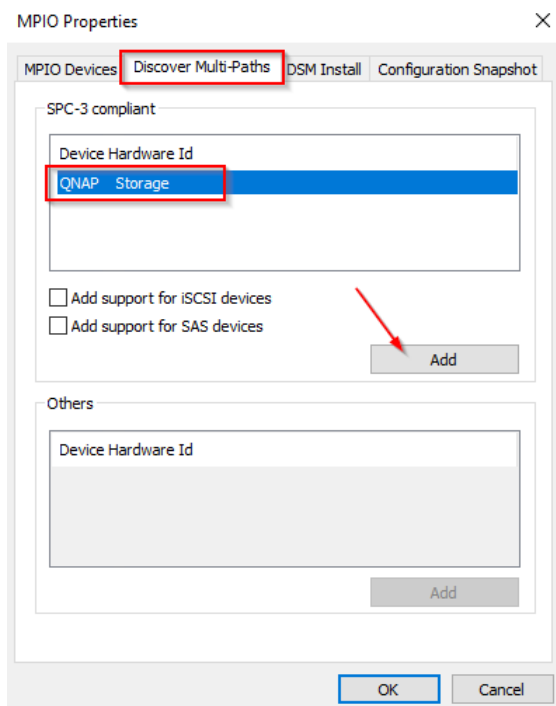 MPIO Properties
MPIO Devices Discover Multi-Paths DSM Install Configuration Snapshot
SPC-3 compliant
Device Hardware Id
QNAP Storage
Add support for iSCSI devices
Add support for SAS devices
Add
Others
Device Hardware Id
Add
OK Cancel